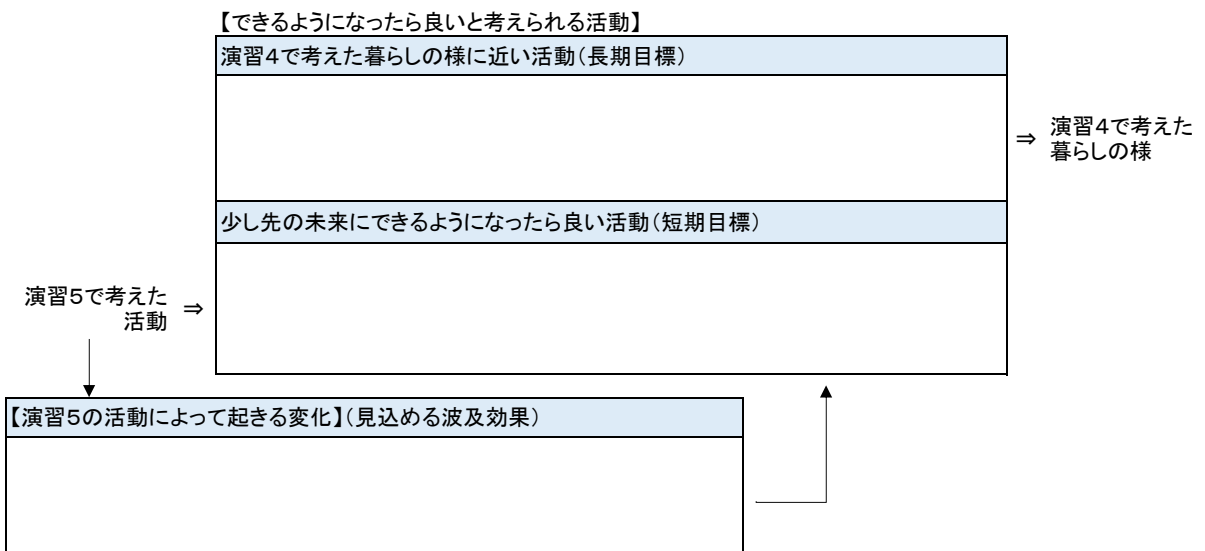 【できるようになったら良いと考えられる活動】
演習4で考えた暮らしの様に近い活動(長期目標)
⇒ 演習4で考えた
暮らしの様
少し先の未来にできるようになったら良い活動(短期目標)
演習5で考えた ⇒
活動
【演習5の活動によって起きる変化】(見込める波及効果)